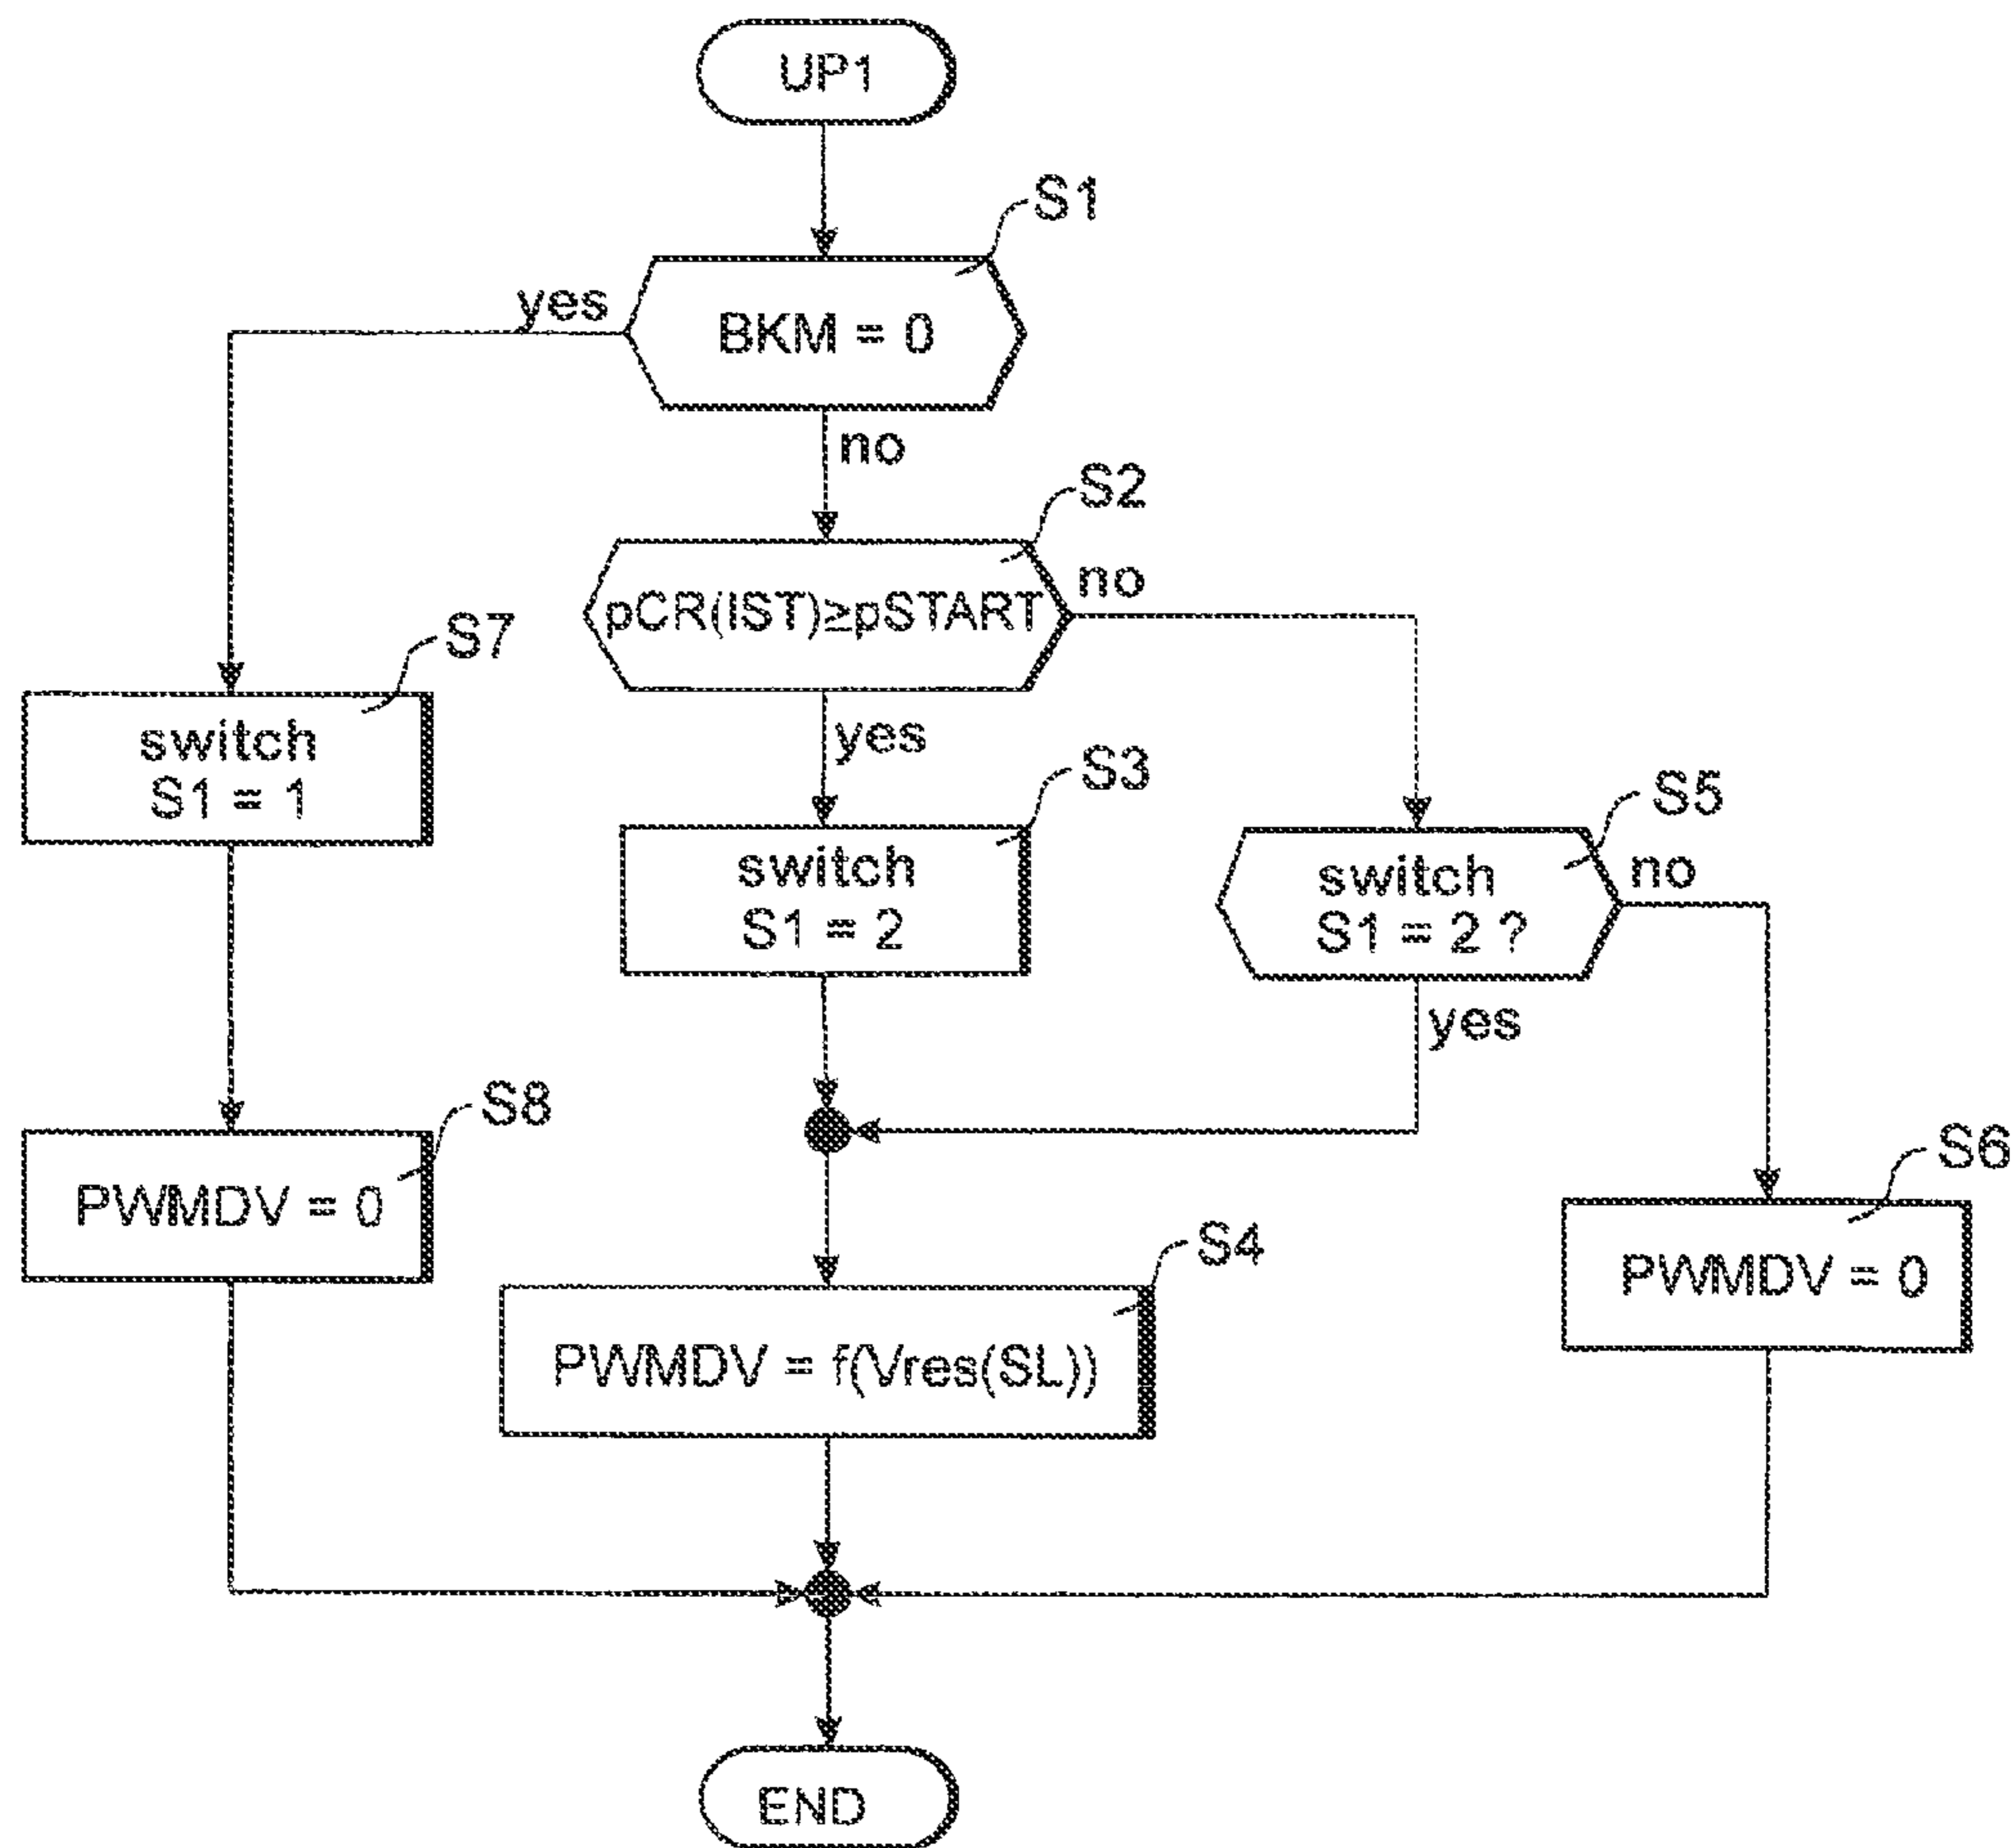 UP1
S1
yes
BKM = 0
no
S2
pCR(IST)≥pSTART
no
S7
switch
S1 = 1
yes
S3
switch
S1 = 2
S5
switch
S1 = 2 ?
no
yes
S8
PWMDV = 0
S6
PWMDV = 0
S4
PWMDV = f(Vres(SL))
END